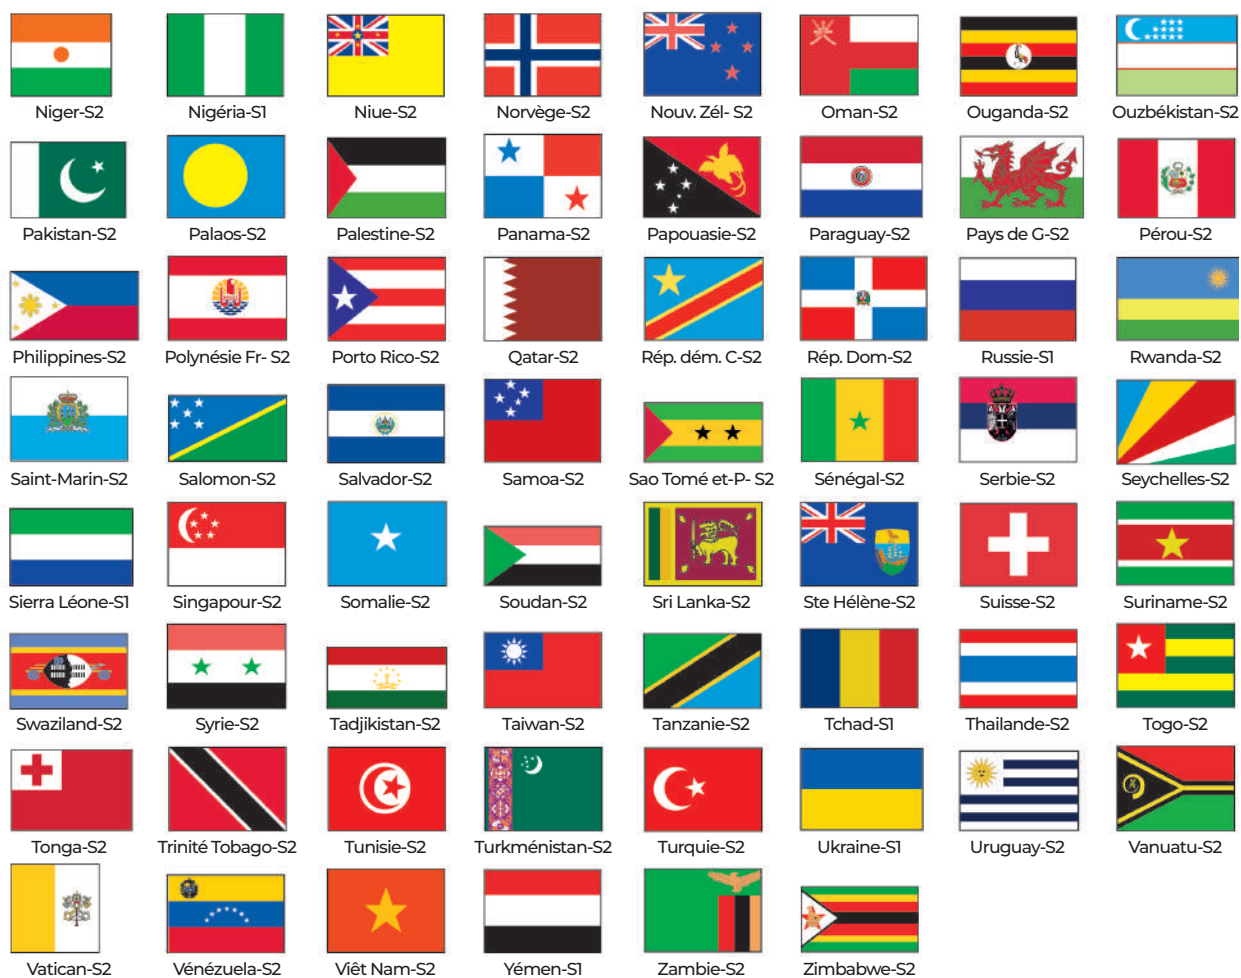 Niger-S2 Nigéria-S1 Niue-S2 Norvège-S2 Nouv. Zél- S2 Oman-S2 Ouganda-S2 Ouzbékistan-S2
Pakistan-S2 Palaos-S2 Palestine-S2 Panama-S2 Papouasie-S2 Paraguay-S2 Pays de G-S2 Pérou-S2
Philippines-S2 Polynésie Fr- S2 Porto Rico-S2 Qatar-S2 Rép. dém. C-S2 Rép. Dom-S2 Russie-S1 Rwanda-S2
Saint-Marin-S2 Salomon-S2 Salvador-S2 Samoa-S2 Sao Tomé et-P- S2 Sénégal-S2 Serbie-S2 Seychelles-S2
Sierra Léone-S1 Singapour-S2 Somalie-S2 Soudan-S2 Sri Lanka-S2 Ste Hélène-S2 Suisse-S2 Suriname-S2
Swaziland-S2 Syrie-S2 Tadjikistan-S2 Taiwan-S2 Tanzanie-S2 Tchad-S1 Thailande-S2 Togo-S2
Tonga-S2 Trinité Tobago-S2 Tunisie-S2 Turkménistan-S2 Turquie-S2 Ukraine-S1 Uruguay-S2 Vanuatu-S2
Vatican-S2 Vénézuela-S2 Viêt Nam-S2 Yémen-S1 Zambie-S2 Zimbabwe-S2